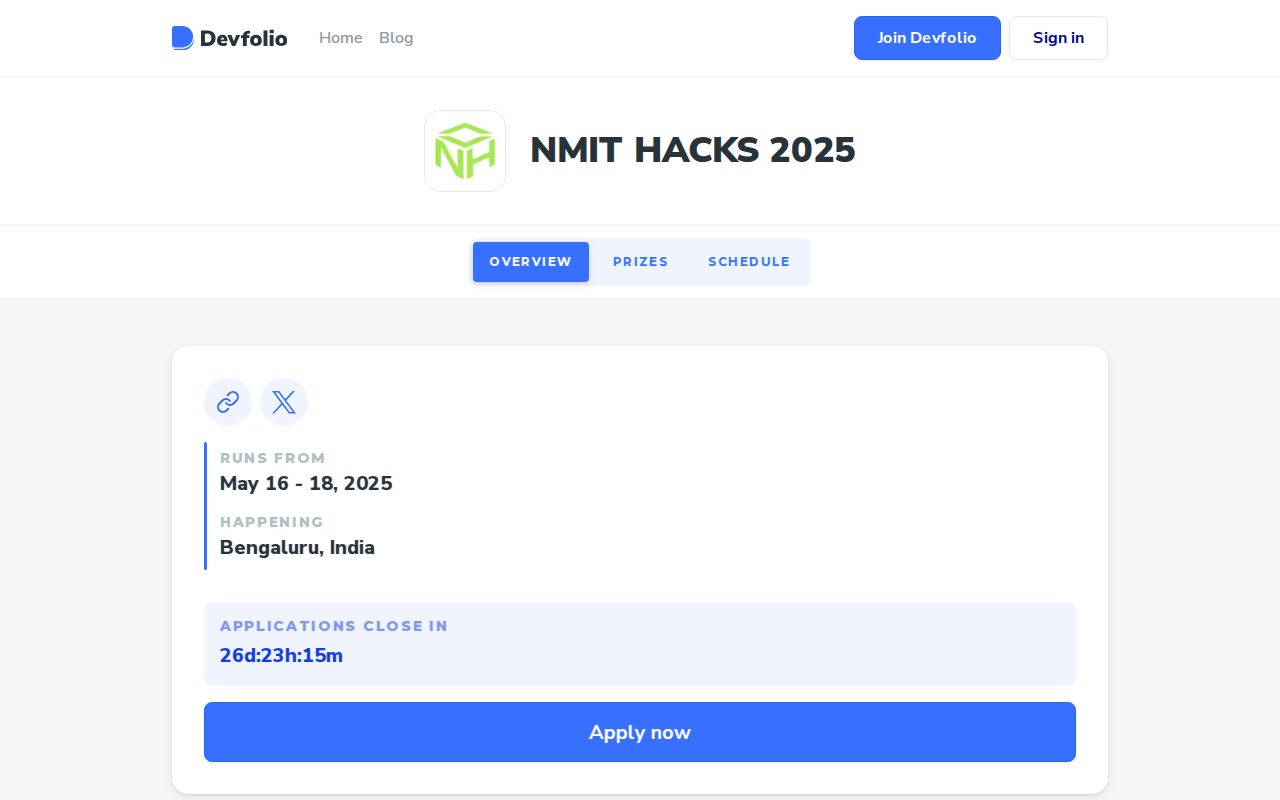 Devfolio
Home
Blog
Join Devfolio
Sign in
NH
NMIT HACKS 2025
OVERVIEW
PRIZES
SCHEDULE
RUNS FROM
May 16 - 18, 2025
HAPPENING
Bengaluru, India
APPLICATIONS CLOSE IN
26d:23h:15m
Apply now